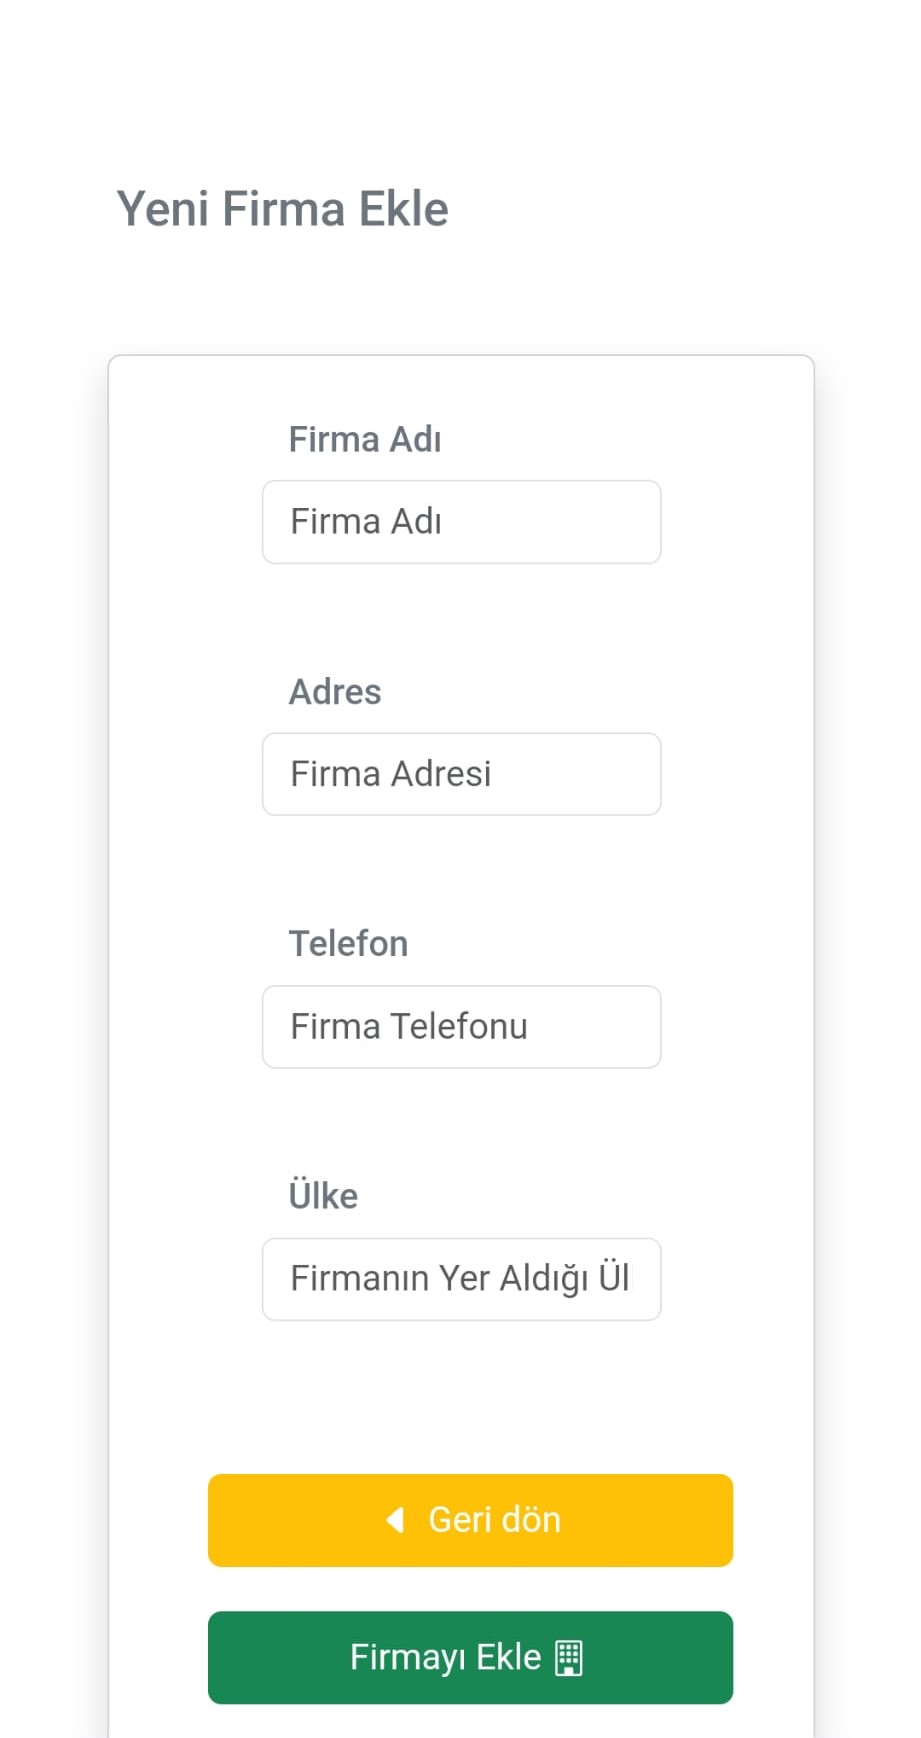 Yeni Firma Ekle
Firma Adı
Firma Adı
Adres
Firma Adresi
Telefon
Firma Telefonu
Ülke
Firmanın Yer Aldığı Ül
Geri dön
Firmayı Ekle